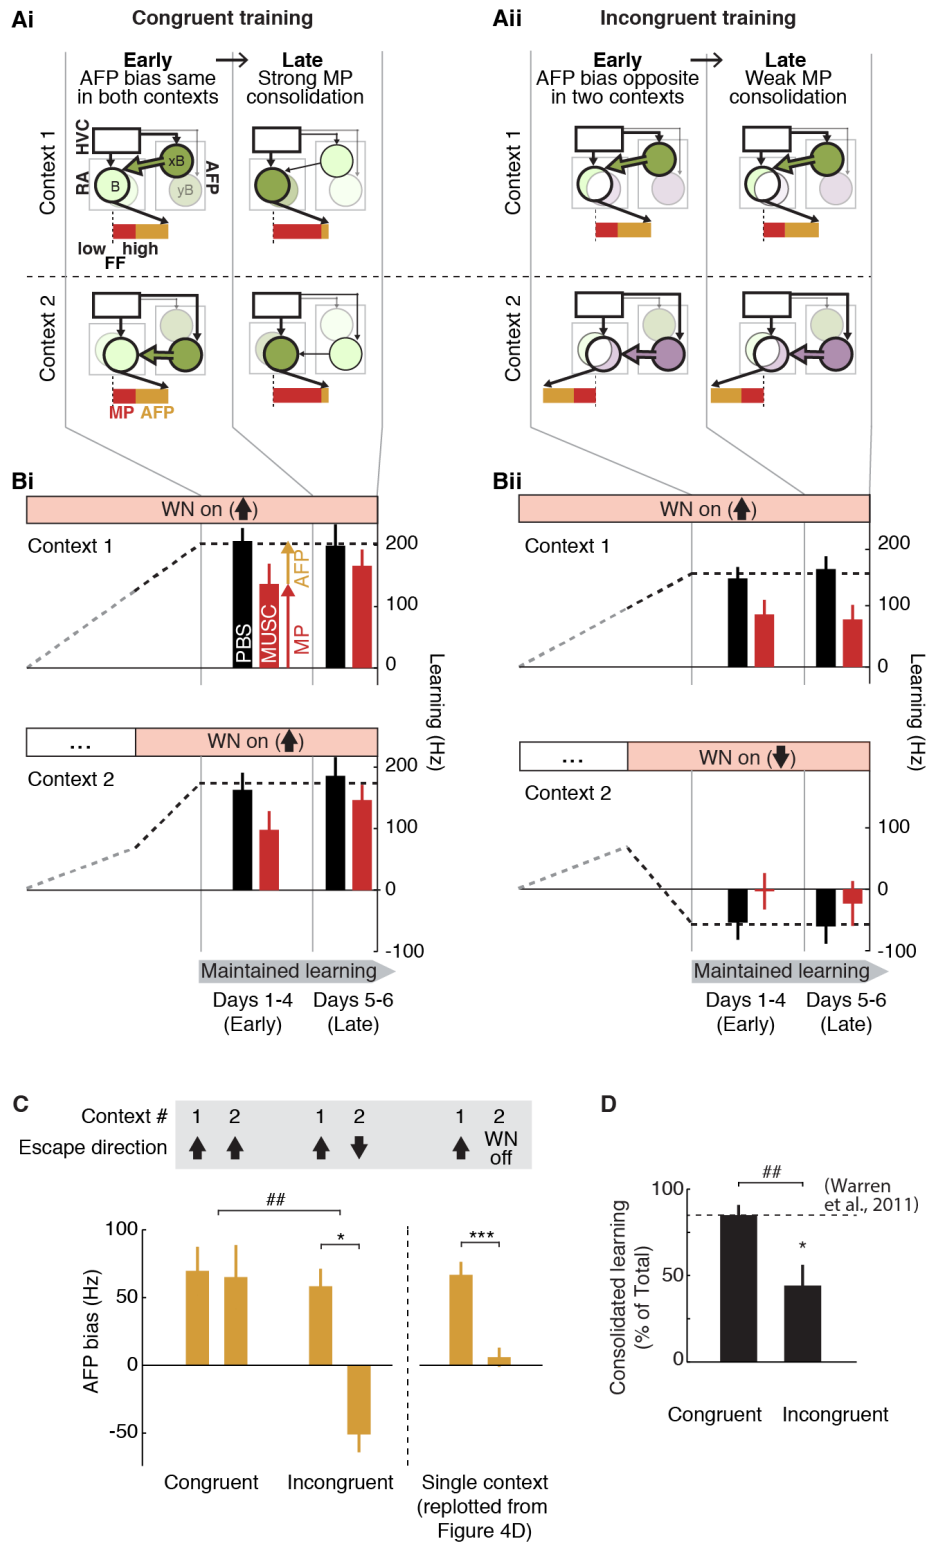 Ai
Congruent training
Early
Late
AFP bias same
in both contexts
Strong MP
consolidation
Context 1
HVC
RA
AFP
xB
B
yB
low
high
FF
Context 2
MP
AFP
Aii
Incongruent training
Early
Late
AFP bias opposite
in two contexts
Weak MP
consolidation
Context 1
Context 2
Bi
WN on ( )
Context 1
200
100
0
PBS
MUSC
MP
AFP
Learning (Hz)
...
WN on ( )
Context 2
200
100
0
-100
Maintained learning
Days 1-4
(Early)
Days 5-6
(Late)
Bii
WN on ( )
Context 1
200
100
0
Learning (Hz)
...
WN on ( )
Context 2
100
0
-100
Maintained learning
Days 1-4
(Early)
Days 5-6
(Late)
C
Context # 1 2 1 2 1 2
Escape direction
WN
off
##
*
***
100
50
0
-50
AFP bias (Hz)
Congruent
Incongruent
Single context
(replotted from
Figure 4D)
D
##
(Warren
et al., 2011)
*
100
50
0
Consolidated learning
(% of Total)
Congruent
Incongruent